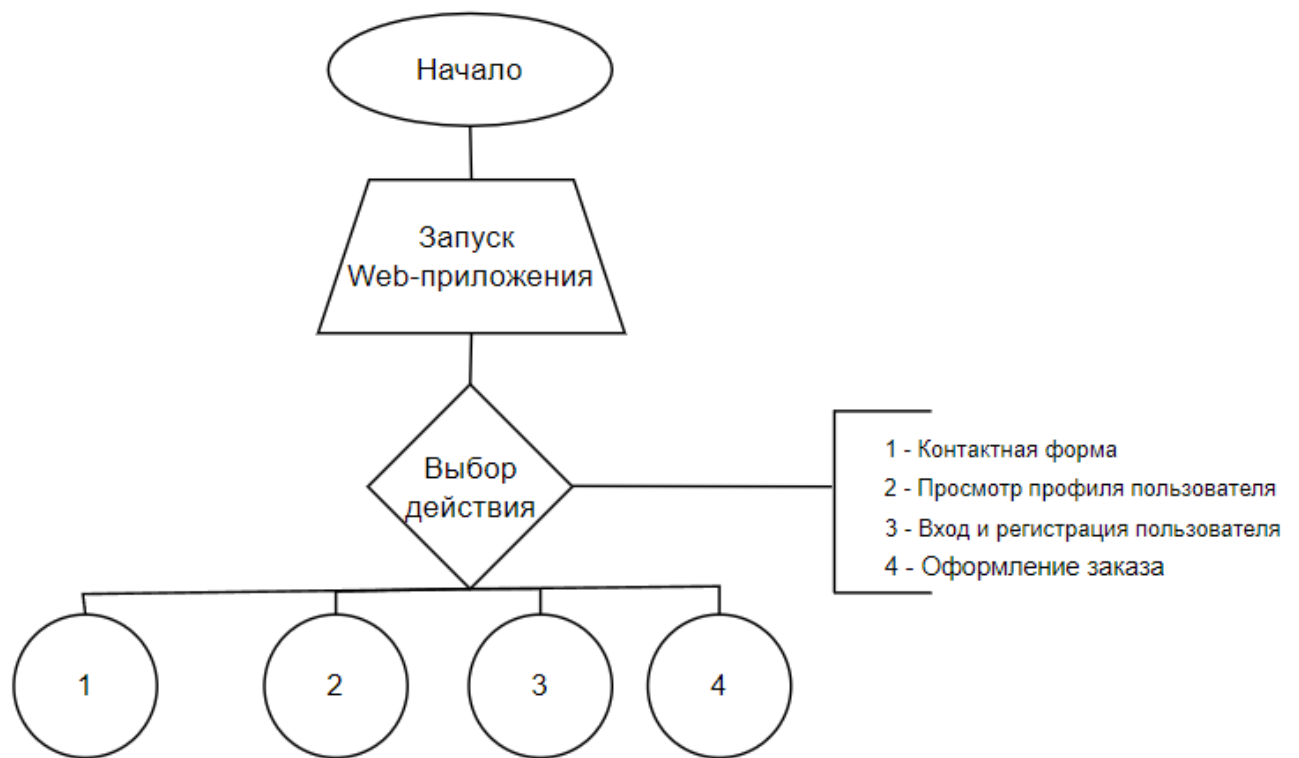 Начало
Запуск
Web-приложения
Выбор
действия
1 - Контактная форма
2 - Просмотр профиля пользователя
3 - Вход и регистрация пользователя
4 - Оформление заказа
1
2
3
4